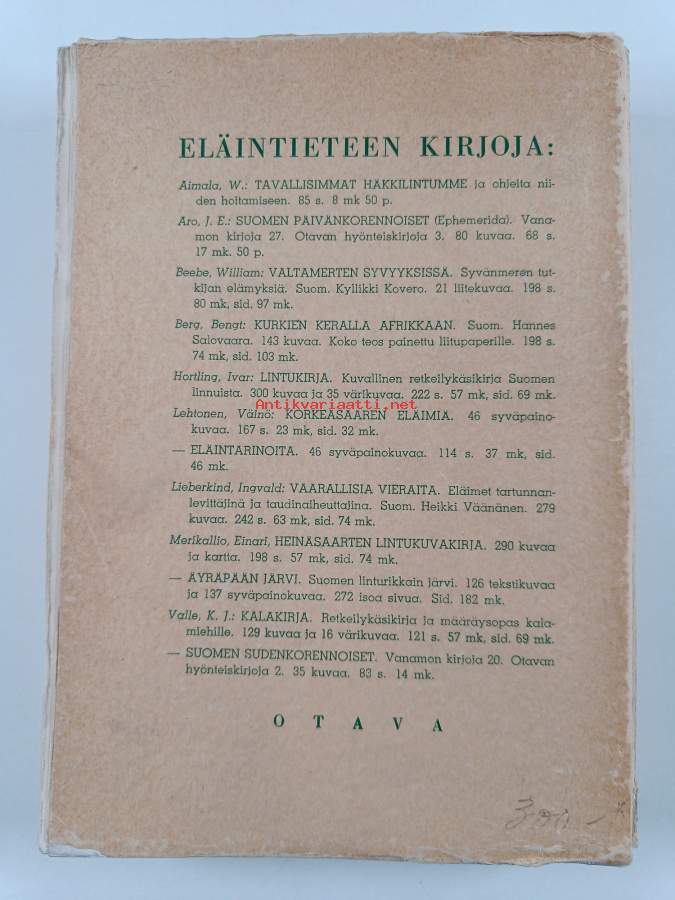 ELÄINTIETEEN KIRJOJA:
Aimala, W.: TAVALLISIMMAT HÄKKILINTUMME ja ohjeita nii-
den hoitamiseen. 85 s. 8 mk 50 p.
Aro, J. E.: SUOMEN PÄIVÄNKORENNOISET (Ephemerida). Vana-
mon kirjoja 27. Otavan hyönteiskirjoja 3. 80 kuvaa. 68 s.
17 mk. 50 p.
Beebe, William: VALTAMERTEN SYVYYKSISSÄ. Syvänmeren tut-
kijan elämyksiä. Suom. Kyllikki Kovero. 21 liitekuvaa. 198 s.
80 mk, sid. 97 mk.
Berg, Bengt: KURKIEN KERALLA AFRIKKAAN. Suom. Hannes
Salovaara. 143 kuvaa. Koko teos painettu liitupaperille. 198 s.
74 mk, sid. 103 mk.
Hortling, Ivar: LINTUKIRJA. Kuvallinen retkeilykäsikirja Suomen
linnuista. 300 kuvaa ja 35 värikuvaa. 222 s. 57 mk, sid. 69 mk.
Antikvariaatti.net
Lehtonen, Väinö: KORKEASAAREN ELÄIMIÄ. 46 syväpaino-
kuvaa. 167 s. 23 mk, sid. 32 mk.
— ELÄINTARINOITA. 46 syväpainokuvaa. 114 s. 37 mk, sid.
46 mk.
Lieberkind, Ingvald: VAARALLISIA VIERAITA. Eläimet tartunnan-
levittäjinä ja taudinaiheuttajina. Suom. Heikki Väänänen. 279
kuvaa. 242 s. 63 mk, sid. 74 mk.
Merikallio, Einari, HEINÄSAARTEN LINTUKUVAKIRJA. 290 kuvaa
ja kartta. 198 s. 57 mk, sid. 74 mk.
— ÄYRÄPÄÄN JÄRVI. Suomen linturikkain järvi. 126 tekstikuvaa
ja 137 syväpainokuvaa. 272 isoa sivua. Sid. 182 mk.
Valle, K. J.: KALAKIRJA. Retkeilykäsikirja ja määräysopas kala-
miehille. 129 kuvaa ja 16 värikuvaa. 121 s. 57 mk, sid. 69 mk.
— SUOMEN SUDENKORENNOISET. Vanamon kirjoja 20. Otavan
hyönteiskirjoja 2. 35 kuvaa. 83 s. 14 mk.
OTAVA